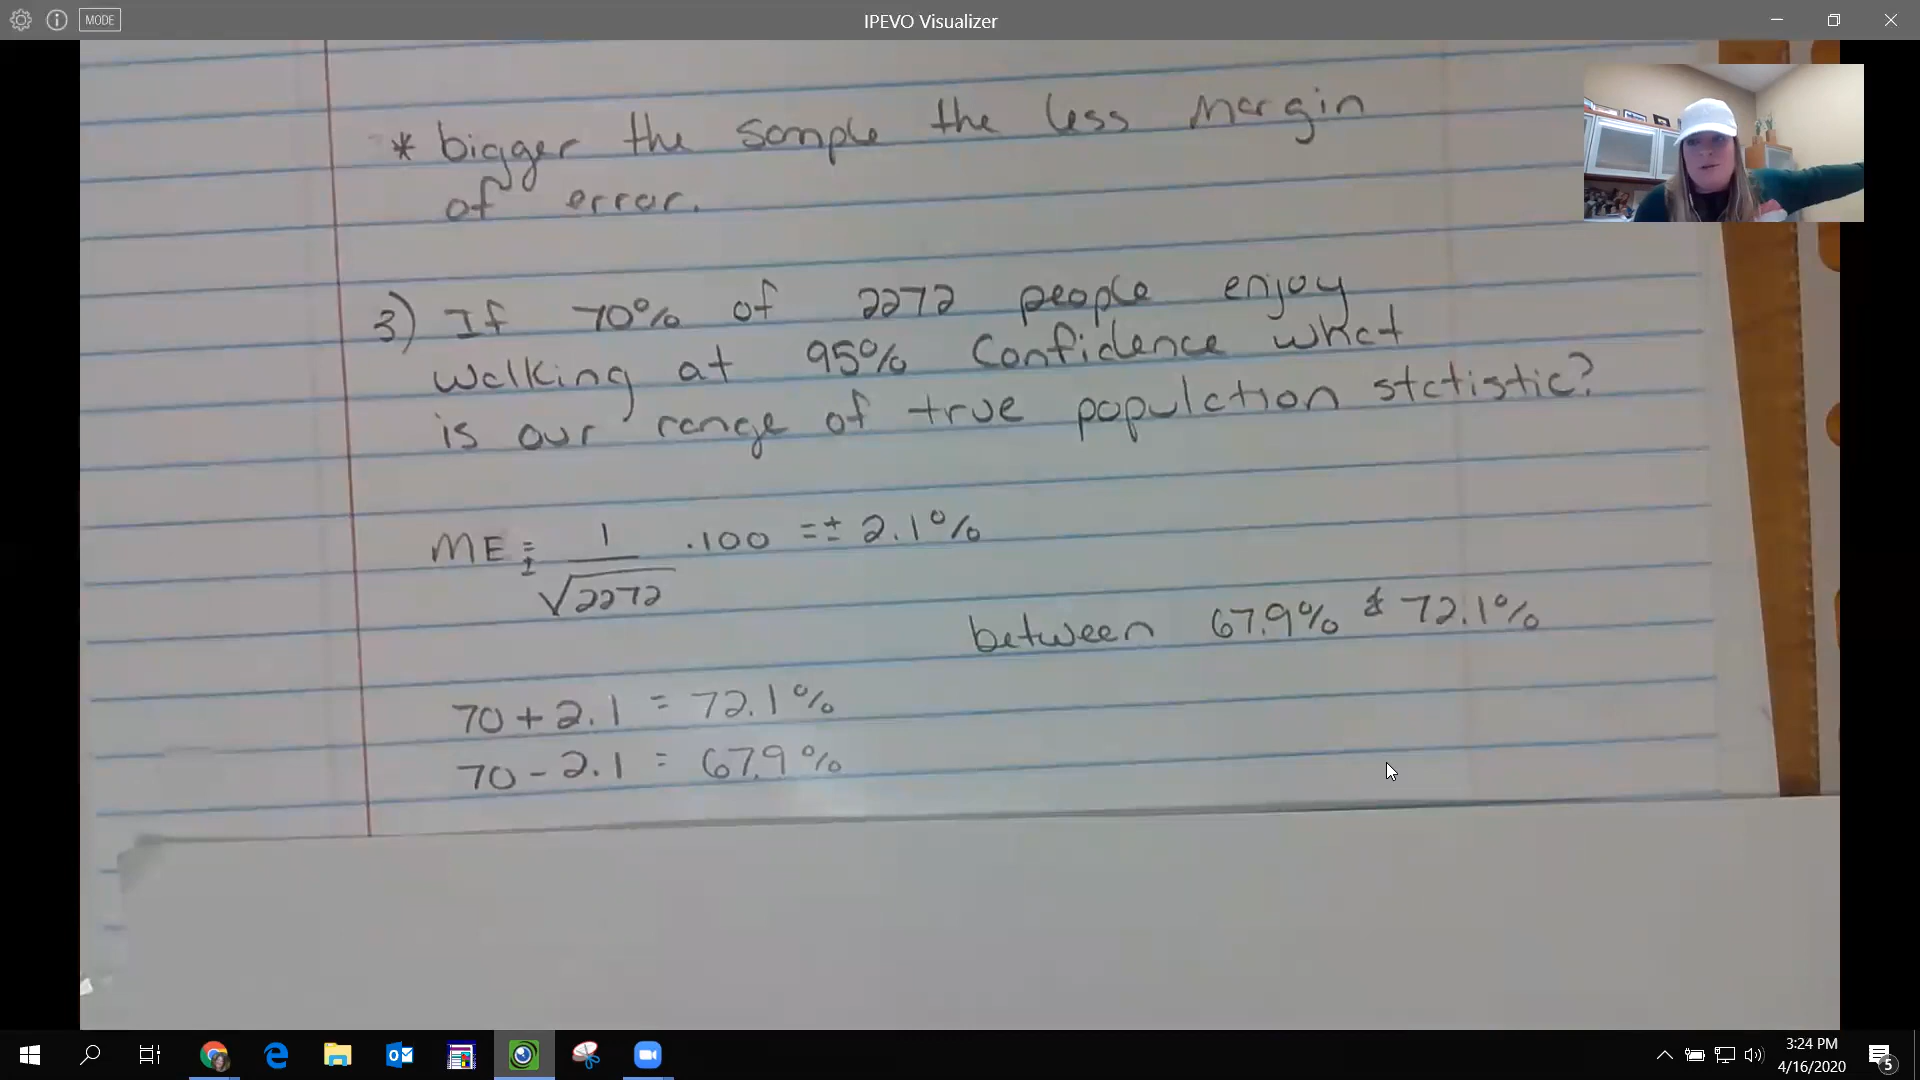 MODE
IPEVO Visualizer
* bigger the sample the less margin
of error.
3) If 70% of 2272 people enjoy
walking at 95% confidence what
is our range of true population statistic?
ME = ± 1/√2272 . 100 = ± 2.1%
between 67.9% & 72.1%
70 + 2.1 = 72.1%
70 - 2.1 = 67.9%
3:24 PM
4/16/2020
5